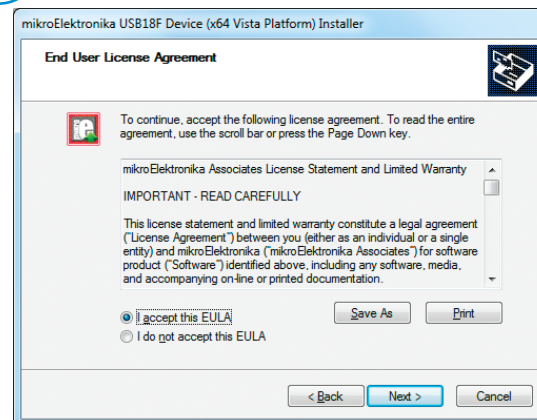 mikroElektronika USB18F Device (x64 Vista Platform) Installer
End User License Agreement
To continue, accept the following license agreement. To read the entire
agreement, use the scroll bar or press the Page Down key.
mikroElektronika Associates License Statement and Limited Warranty
IMPORTANT - READ CAREFULLY
This license statement and limited warranty constitute a legal agreement
("License Agreement") between you (either as an individual or a single
entity) and mikroElektronika ("mikroElektronika Associates") for software
product ("Software") identified above, including any software, media,
and accompanying on-line or printed documentation.
I accept this EULA
Save As
Print
I do not accept this EULA
< Back
Next >
Cancel